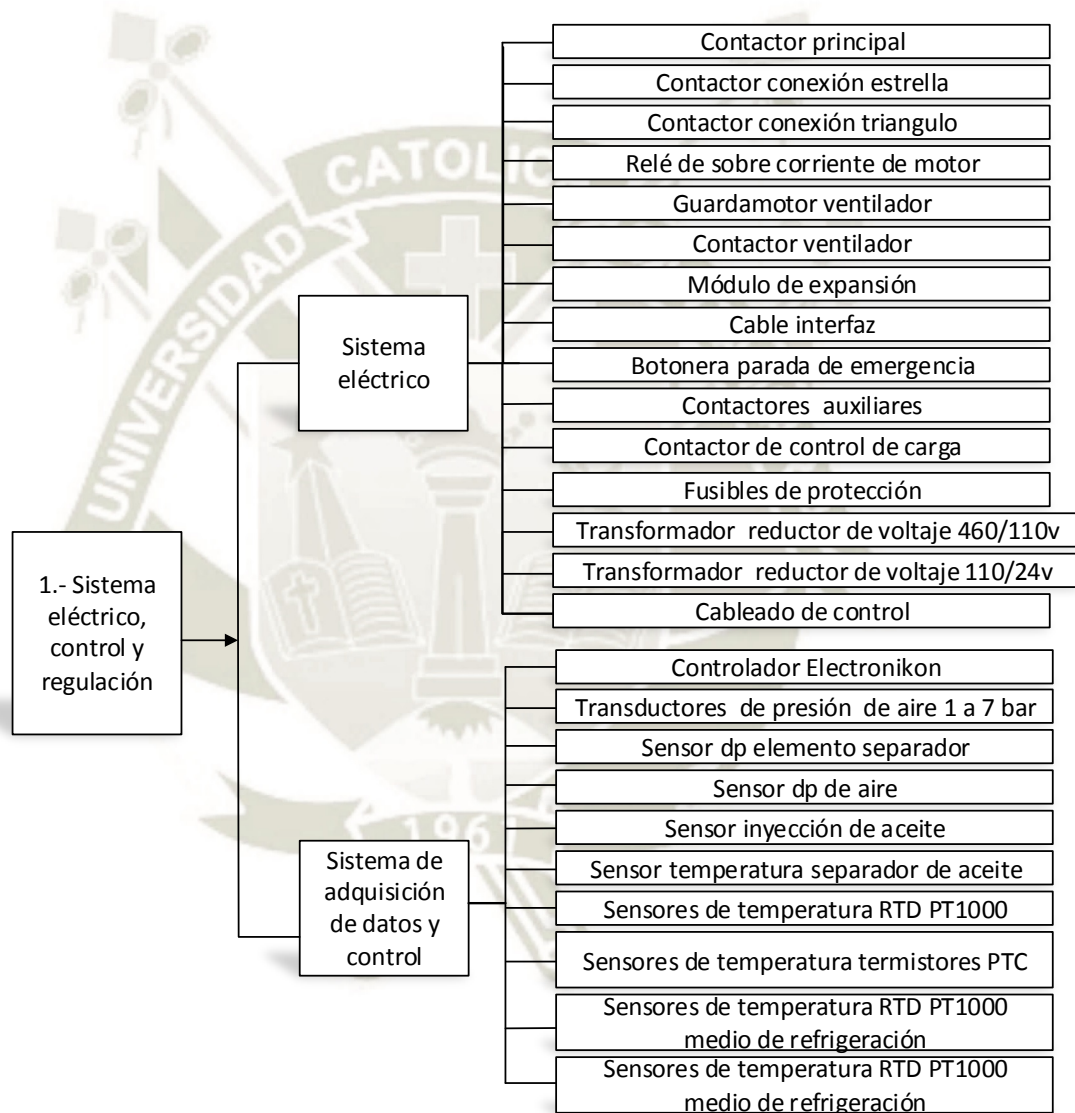 Contactor principal
Contactor conexión estrella
Contactor conexión triangulo
Relé de sobre corriente de motor
Guardamotor ventilador
Contactor ventilador
Módulo de expansión
Cable interfaz
Botonera parada de emergencia
Contactores auxiliares
Contactor de control de carga
Fusibles de protección
Transformador reductor de voltaje 460/110v
Transformador reductor de voltaje 110/24v
Cableado de control
Sistema
eléctrico
1.- Sistema
eléctrico,
control y
regulación
Sistema de
adquisición
de datos y
control
Controlador Electronikon
Transductores de presión de aire 1 a 7 bar
Sensor dp elemento separador
Sensor dp de aire
Sensor inyección de aceite
Sensor temperatura separador de aceite
Sensores de temperatura RTD PT1000
Sensores de temperatura termistores PTC
Sensores de temperatura RTD PT1000
medio de refrigeración
Sensores de temperatura RTD PT1000
medio de refrigeración
UNIVERSIDAD